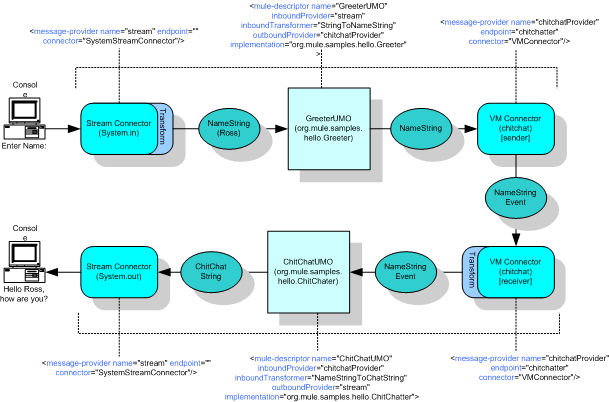 <mule-descriptor name="GreeterUMO"
inboundProvider="stream"
inboundTransformer="StringToNameString"
outboundProvider="chitchatProvider"
implementation="org.mule.samples.hello.Greeter"
>
<message-provider name="stream" endpoint=""
connector="SystemStreamConnector"/>
<message-provider name="chitchatProvider"
endpoint="chitchatter"
connector="VMConnector"/>
Consol
e
Enter Name:
Stream Connector
(System.in)
Transform
NameString
(Ross)
GreeterUMO
(org.mule.samples.
hello.Greeter)
NameString
VM Connector
(chitchat)
[sender]
NameString
Event
Consol
e
Hello Ross,
how are you?
Stream Connector
(System.out)
ChitChat
String
ChitChatUMO
(org.mule.samples.
hello.ChitChater)
NameString
Event
Transform
VM Connector
(chitchat)
[receiver]
<message-provider name="stream" endpoint=""
connector="SystemStreamConnector"/>
<mule-descriptor name="ChitChatUMO"
inboundProvider="chitchatProvider"
inboundTransformer="NameStringToChatString"
outboundProvider="stream"
implementation="org.mule.samples.hello.ChitChatter">
<message-provider name="chitchatProvider"
endpoint="chitchatter"
connector="VMConnector"/>